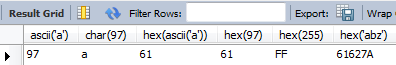 Result Grid Filter Rows: Export: Wrap C
ascii('a') char(97) hex(ascii('a')) hex(97) hex(255) hex('abz')
97 a 61 61 FF 61627A